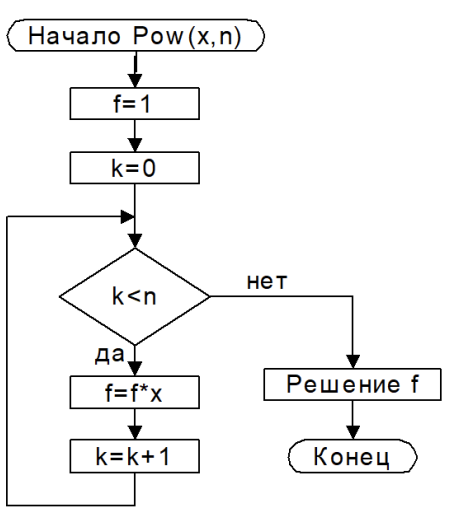 Начало Pow(x,n)
f=1
k=0
k<n
нет
да
f=f*x
Решение f
k=k+1
Конец